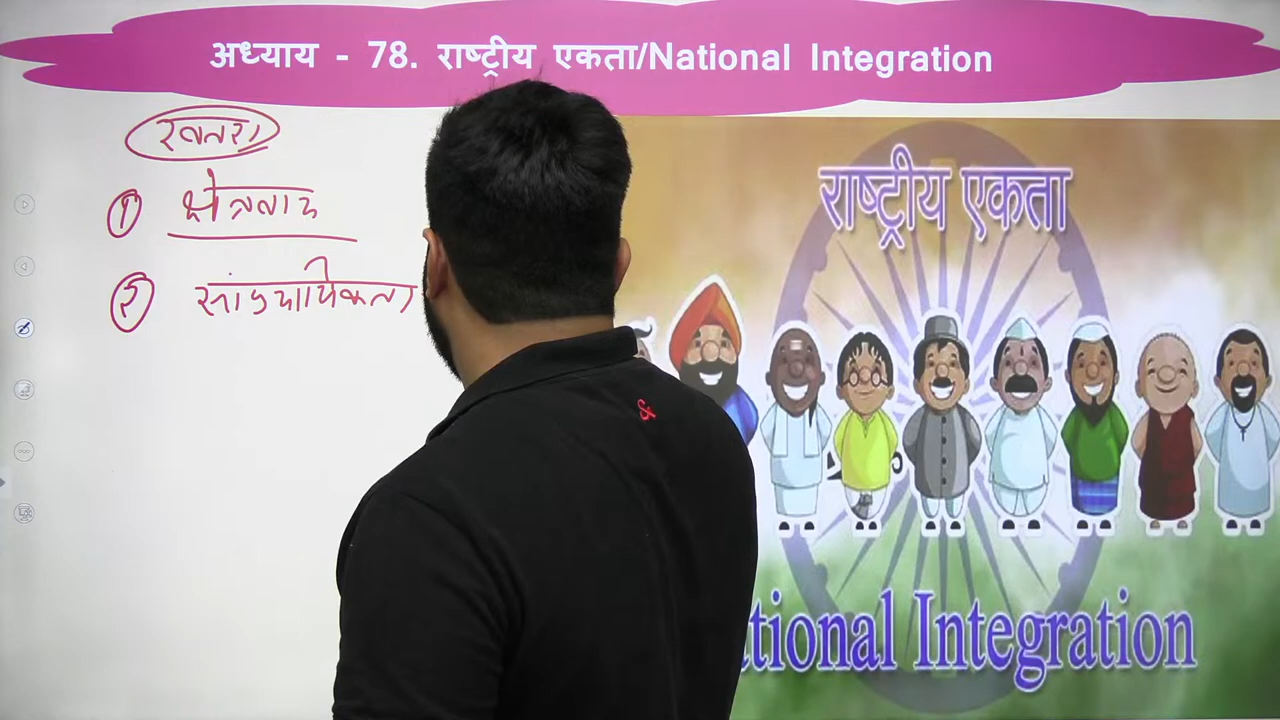 अध्याय - 78. राष्ट्रीय एकता/National Integration
खतरा
① क्षेत्रवाद
② सांप्रदायिकता
राष्ट्रीय एकता
&
tional Integration